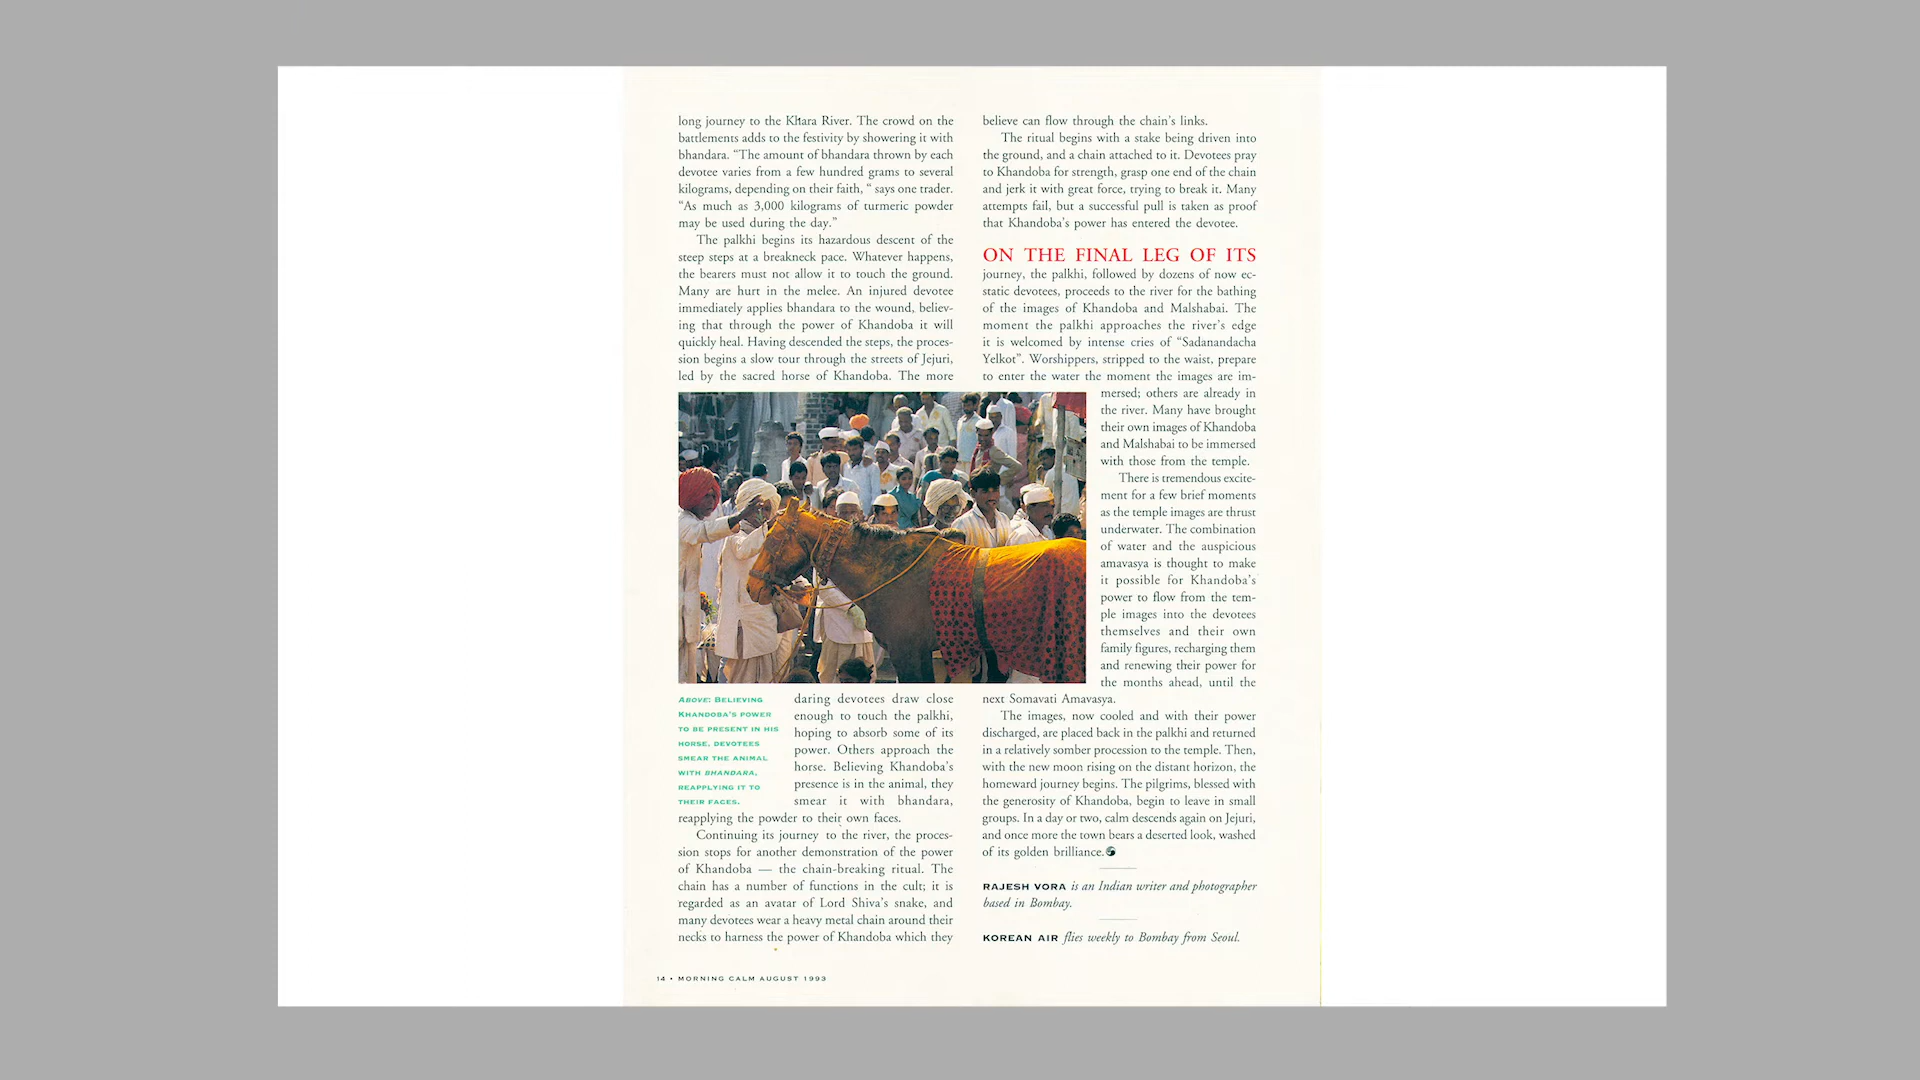 long journey to the Khara River. The crowd on the
battlements adds to the festivity by showering it with
bhandara. “The amount of bhandara thrown by each
devotee varies from a few hundred grams to several
kilograms, depending on their faith, “ says one trader.
“As much as 3,000 kilograms of turmeric powder
may be used during the day.”
The palkhi begins its hazardous descent of the
steep steps at a breakneck pace. Whatever happens,
the bearers must not allow it to touch the ground.
Many are hurt in the melee. An injured devotee
immediately applies bhandara to the wound, believ-
ing that through the power of Khandoba it will
quickly heal. Having descended the steps, the proces-
sion begins a slow tour through the streets of Jejuri,
led by the sacred horse of Khandoba. The more
ABOVE: BELIEVING
KHANDOBA'S POWER
TO BE PRESENT IN HIS
HORSE, DEVOTEES
SMEAR THE ANIMAL
WITH BHANDARA,
REAPPLYING IT TO
THEIR FACES.
daring devotees draw close
enough to touch the palkhi,
hoping to absorb some of its
power. Others approach the
horse. Believing Khandoba's
presence is in the animal, they
smear it with bhandara,
reapplying the powder to their own faces.
Continuing its journey to the river, the proces-
sion stops for another demonstration of the power
of Khandoba — the chain-breaking ritual. The
chain has a number of functions in the cult; it is
regarded as an avatar of Lord Shiva's snake, and
many devotees wear a heavy metal chain around their
necks to harness the power of Khandoba which they
believe can flow through the chain's links.
The ritual begins with a stake being driven into
the ground, and a chain attached to it. Devotees pray
to Khandoba for strength, grasp one end of the chain
and jerk it with great force, trying to break it. Many
attempts fail, but a successful pull is taken as proof
that Khandoba's power has entered the devotee.
ON THE FINAL LEG OF ITS
journey, the palkhi, followed by dozens of now ec-
static devotees, proceeds to the river for the bathing
of the images of Khandoba and Malshabai. The
moment the palkhi approaches the river's edge
it is welcomed by intense cries of “Sadanandacha
Yelkot”. Worshippers, stripped to the waist, prepare
to enter the water the moment the images are im-
mersed; others are already in
the river. Many have brought
their own images of Khandoba
and Malshabai to be immersed
with those from the temple.
There is tremendous excite-
ment for a few brief moments
as the temple images are thrust
underwater. The combination
of water and the auspicious
amavasya is thought to make
it possible for Khandoba's
power to flow from the tem-
ple images into the devotees
themselves and their own
family figures, recharging them
and renewing their power for
the months ahead, until the
next Somavati Amavasya.
The images, now cooled and with their power
discharged, are placed back in the palkhi and returned
in a relatively somber procession to the temple. Then,
with the new moon rising on the distant horizon, the
homeward journey begins. The pilgrims, blessed with
the generosity of Khandoba, begin to leave in small
groups. In a day or two, calm descends again on Jejuri,
and once more the town bears a deserted look, washed
of its golden brilliance.
RAJESH VORA is an Indian writer and photographer
based in Bombay.
KOREAN AIR flies weekly to Bombay from Seoul.
14 • MORNING CALM AUGUST 1993